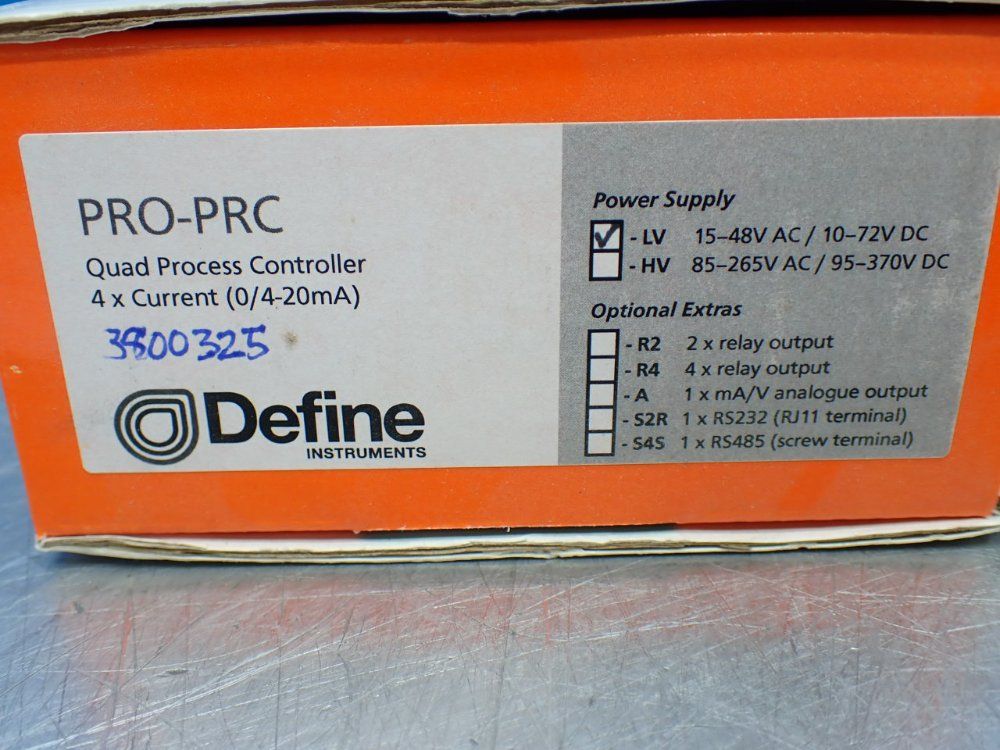 PRO-PRC
Quad Process Controller
4 x Current (0/4-20mA)
3800325
Define
INSTRUMENTS
Power Supply
- LV 15–48V AC / 10–72V DC
- HV 85–265V AC / 95–370V DC
Optional Extras
- R2 2 x relay output
- R4 4 x relay output
- A 1 x mA/V analogue output
- S2R 1 x RS232 (RJ11 terminal)
- S4S 1 x RS485 (screw terminal)